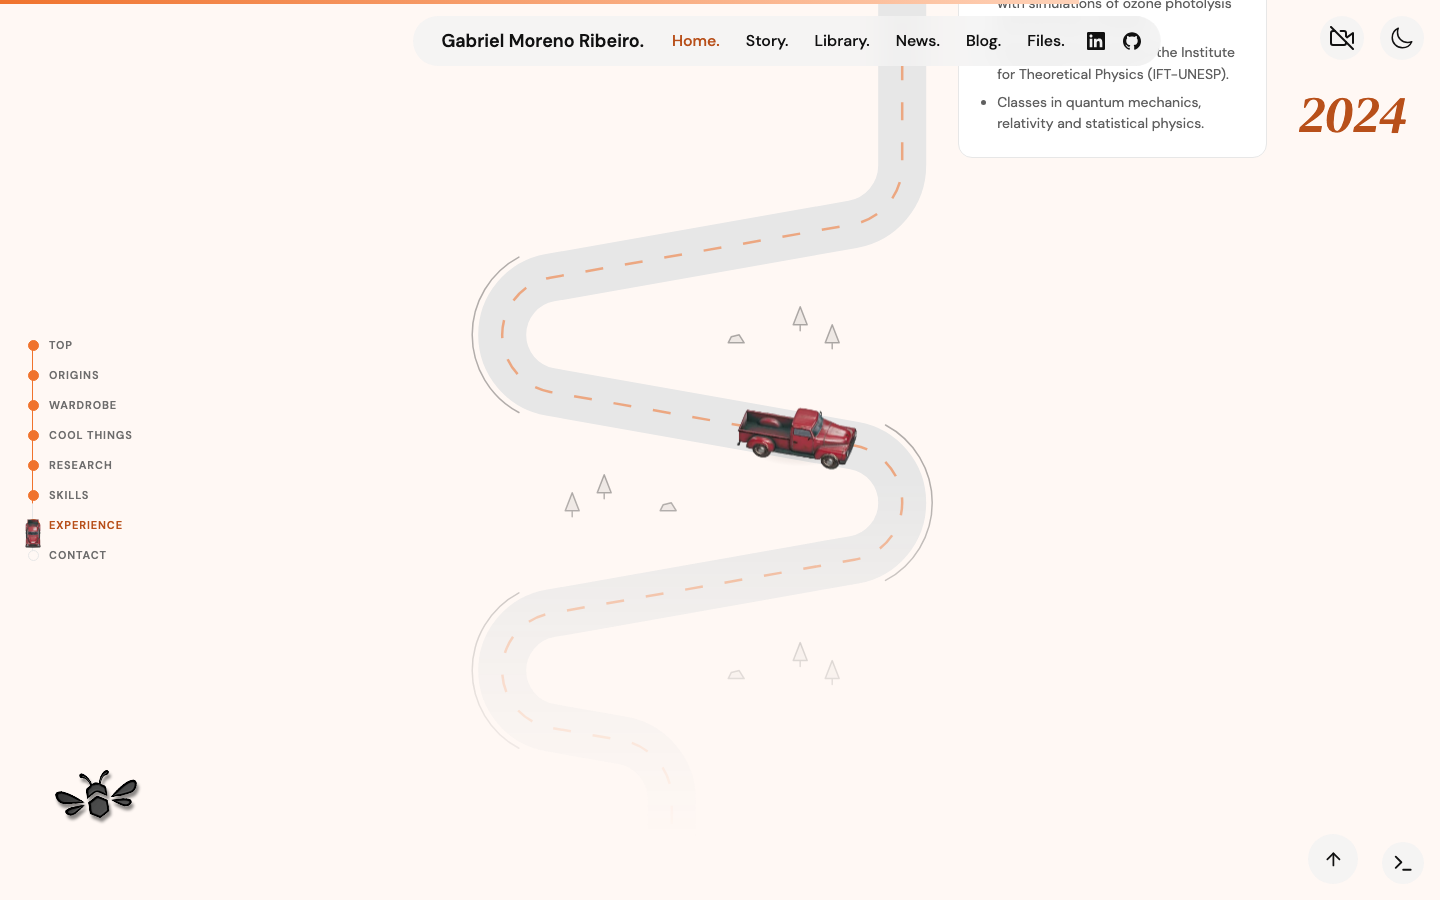 with simulations of ozone photolysis
Gabriel Moreno Ribeiro. Home. Story. Library. News. Blog. Files.
the Institute
for Theoretical Physics (IFT-UNESP).
Classes in quantum mechanics,
relativity and statistical physics.
2024
TOP
ORIGINS
WARDROBE
COOL THINGS
RESEARCH
SKILLS
EXPERIENCE
CONTACT